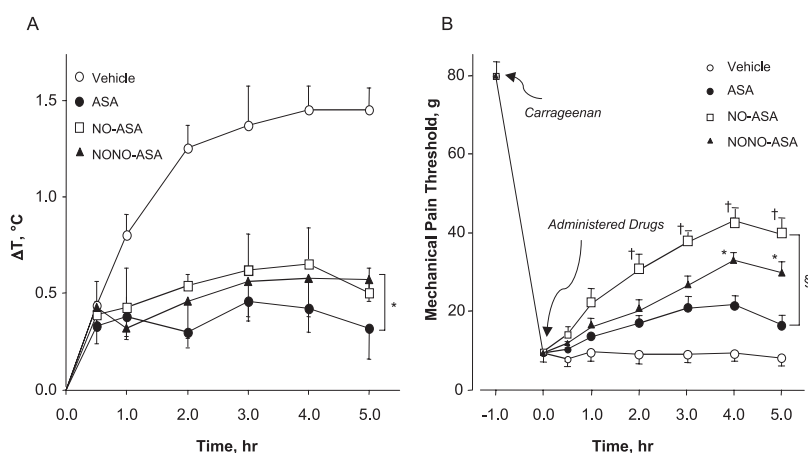 A
Vehicle
ASA
NO-ASA
NONO-ASA
1.5
1.0
0.5
0.0
ΔT, °C
*
0.0 1.0 2.0 3.0 4.0 5.0
Time, hr
B
Vehicle
ASA
NO-ASA
NONO-ASA
Carrageenan
Administered Drugs
80
60
40
20
0
Mechanical Pain Threshold, g
† † † †
* *
§
-1.0 0.0 1.0 2.0 3.0 4.0 5.0
Time, hr